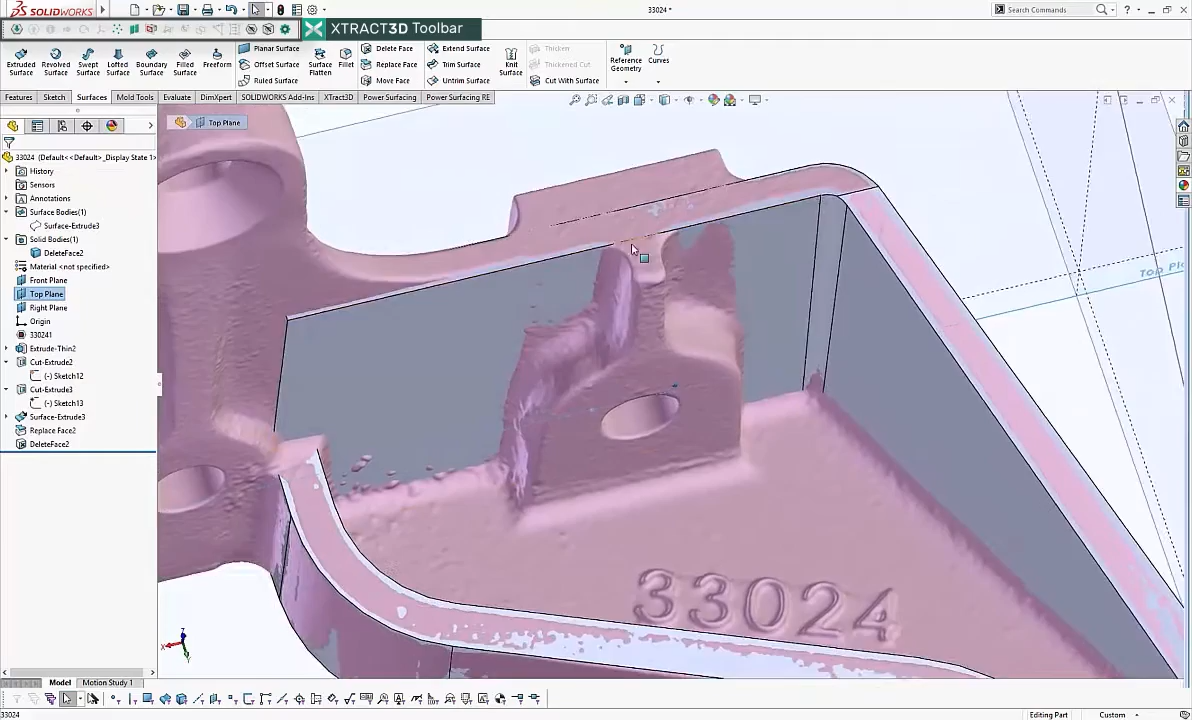 SOLIDWORKS
33024 *
Search Commands
XTRACT3D Toolbar
Extruded Surface
Revolved Surface
Swept Surface
Lofted Surface
Boundary Surface
Filled Surface
Freeform
Planar Surface
Offset Surface
Ruled Surface
Surface Flatten
Fillet
Delete Face
Replace Face
Move Face
Extend Surface
Trim Surface
Untrim Surface
Knit Surface
Thicken
Thickened Cut
Cut With Surface
Reference Geometry
Curves
Features
Sketch
Surfaces
Mold Tools
Evaluate
DimXpert
SOLIDWORKS Add-Ins
XTract3D
Power Surfacing
Power Surfacing RE
Top Plane
33024 (Default<<Default>_Display State 1>
History
Sensors
Annotations
Surface Bodies(1)
Surface-Extrude3
Solid Bodies(1)
DeleteFace2
Material <not specified>
Front Plane
Top Plane
Right Plane
Origin
330241
Extrude-Thin2
Cut-Extrude2
(-) Sketch12
Cut-Extrude3
(-) Sketch13
Surface-Extrude3
Replace Face2
DeleteFace2
Top Pla
33024
Z
X
Y
Model
Motion Study 1
33024
Editing Part
Custom